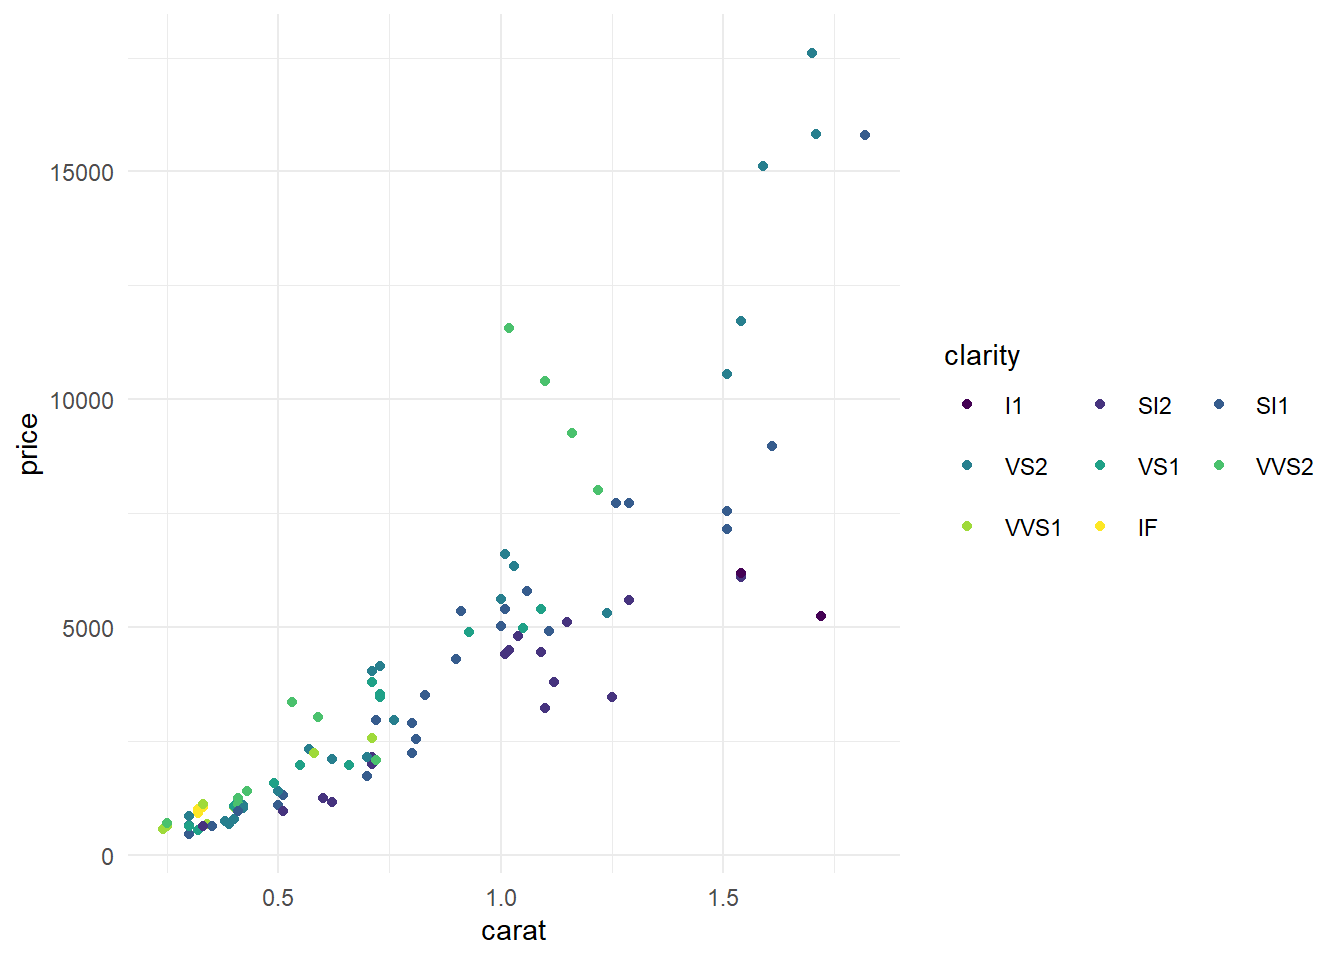 15000
10000
5000
0
price
0.5 1.0 1.5
carat
clarity
I1 SI2 SI1
VS2 VS1 VVS2
VVS1 IF